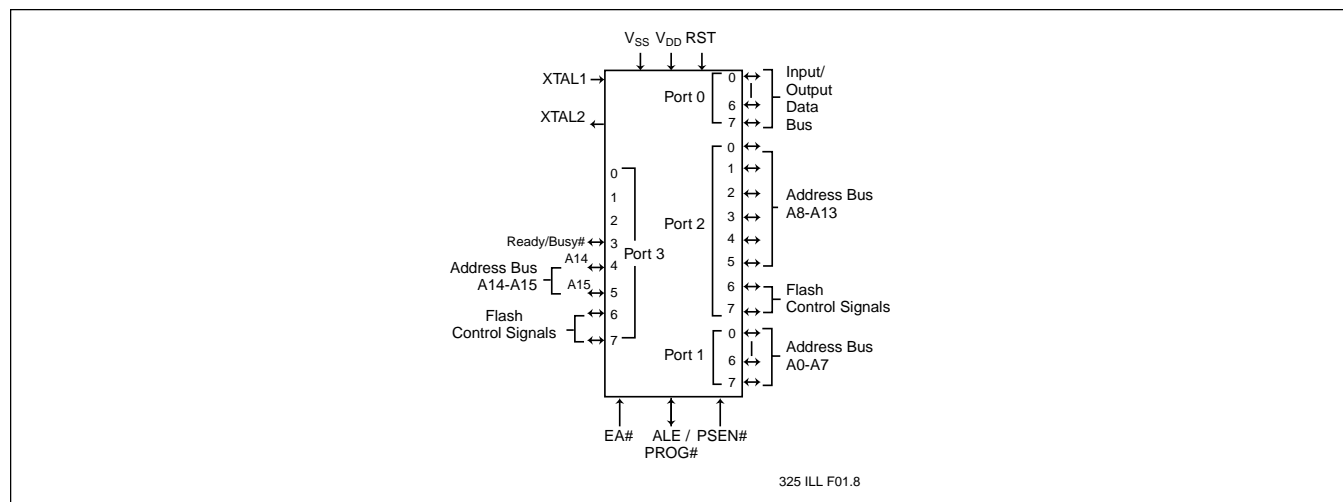 V_SS V_DD RST
XTAL1
XTAL2
Port 0
0
6
7
Input/
Output
Data
Bus
Port 2
0
1
2
3
4
5
6
7
Address Bus
A8-A13
Flash
Control Signals
Port 3
0
1
2
3
4
5
6
7
Ready/Busy#
A14
A15
Address Bus
A14-A15
Flash
Control Signals
Port 1
0
6
7
Address Bus
A0-A7
EA#
ALE /
PROG#
PSEN#
325 ILL F01.8